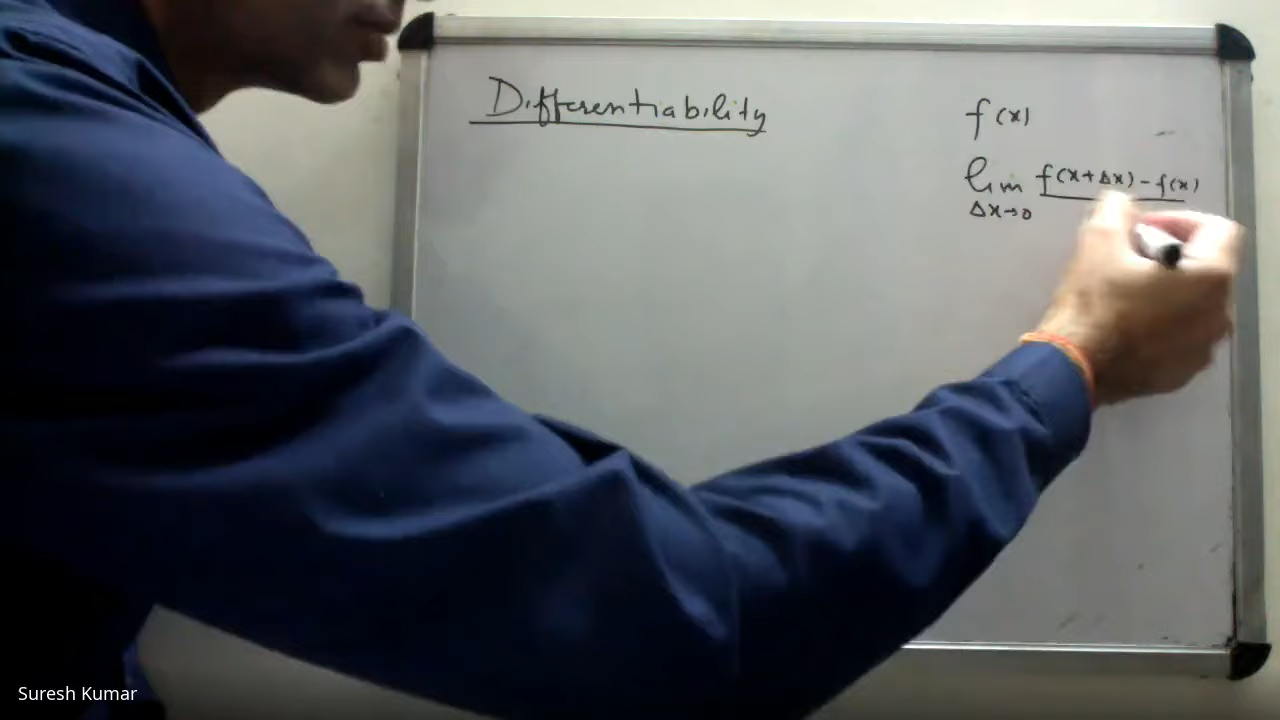 Differentiability
f(x)
lim f(x+Δx)-f(x)
Δx→0
Suresh Kumar